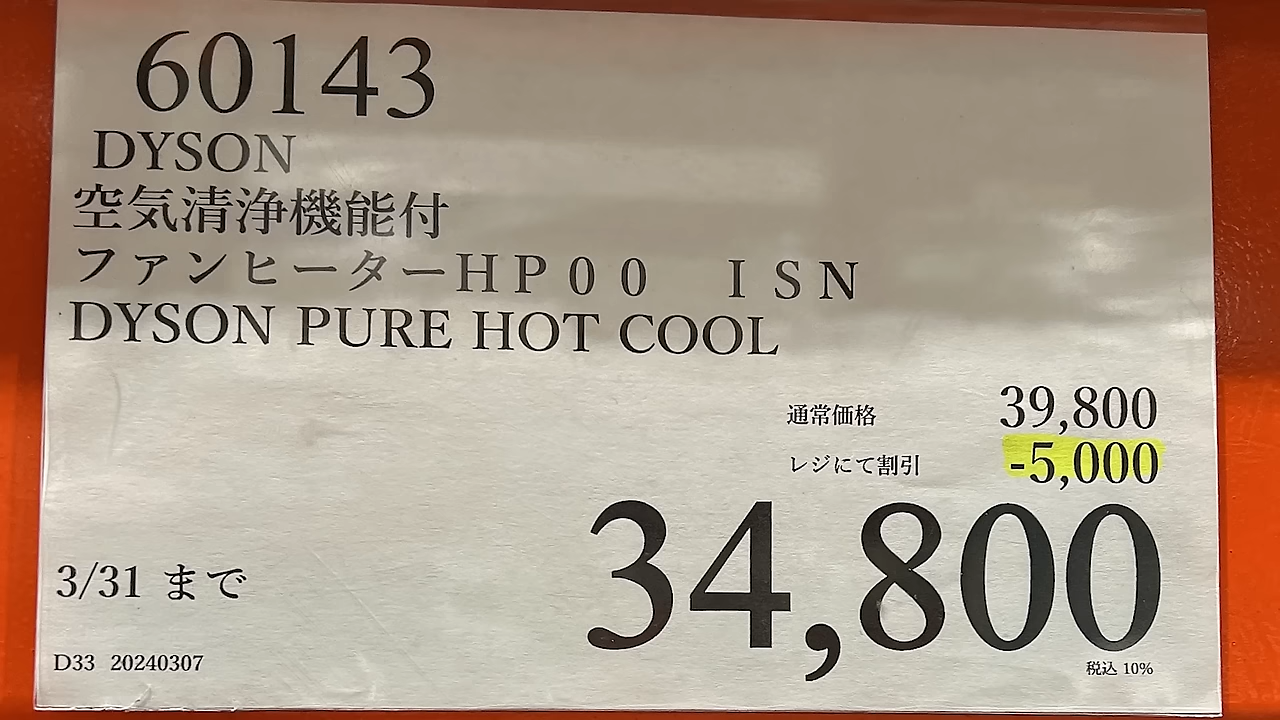 60143
DYSON
空気清浄機能付
ファンヒーターＨＰ００　ＩＳＮ
DYSON PURE HOT COOL
通常価格 39,800
レジにて割引 -5,000
34,800
3/31 まで
D33 20240307
税込 10%